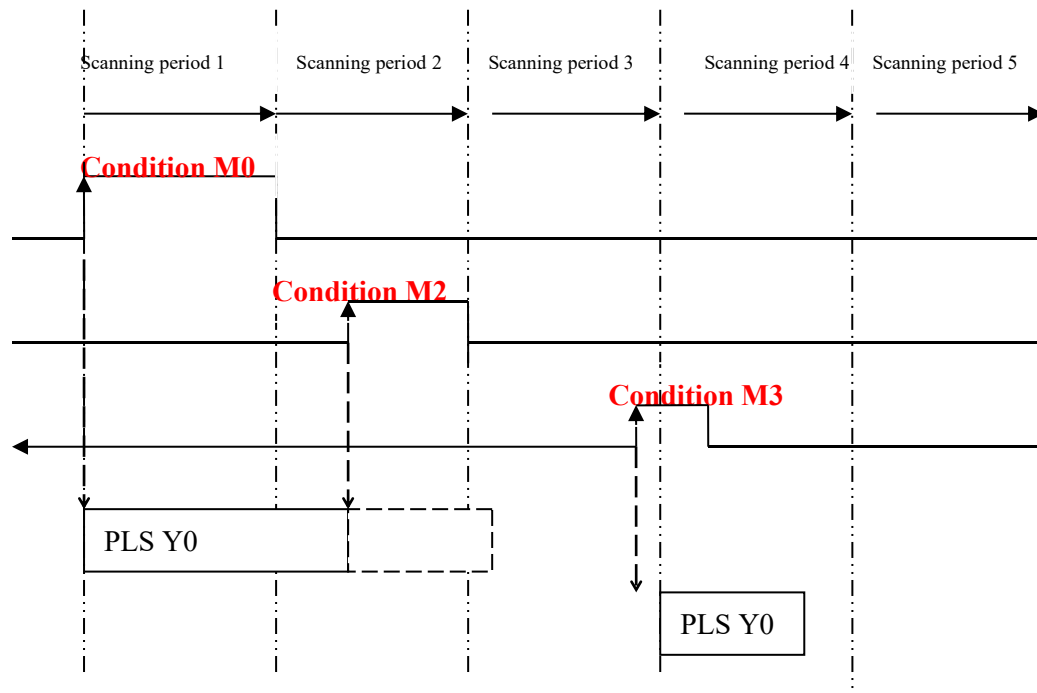 Scanning period 1
Scanning period 2
Scanning period 3
Scanning period 4
Scanning period 5
Condition M0
Condition M2
Condition M3
PLS Y0
PLS Y0